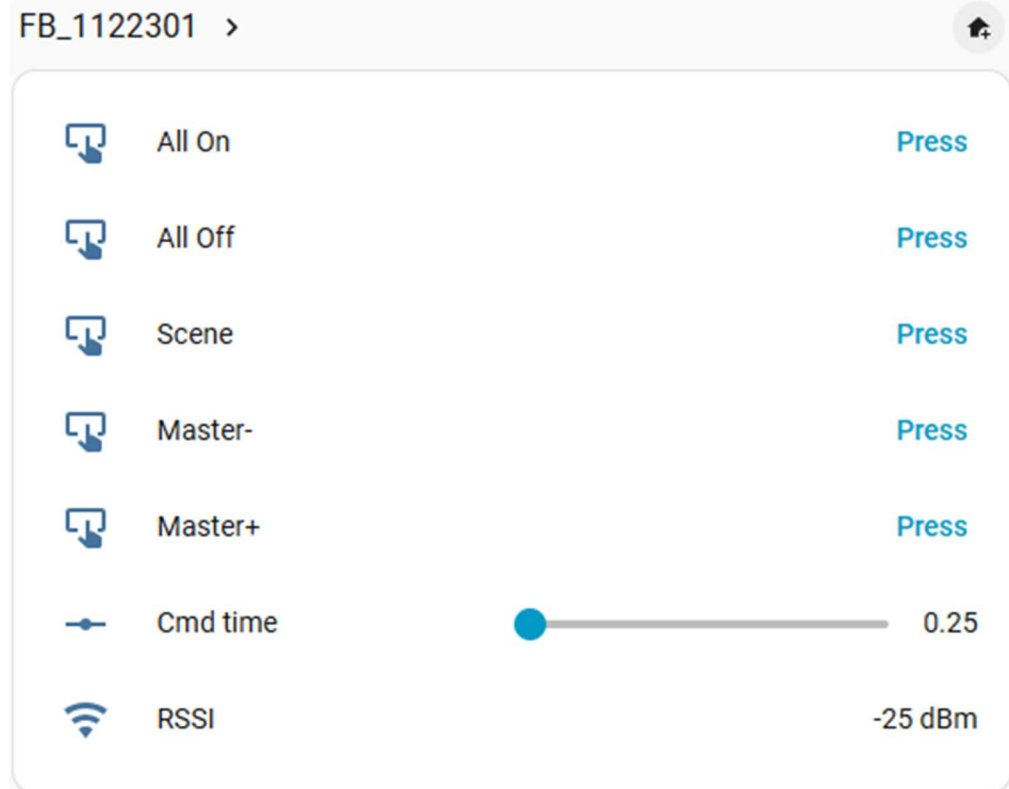 FB_1122301
All On Press
All Off Press
Scene Press
Master- Press
Master+ Press
Cmd time 0.25
RSSI -25 dBm